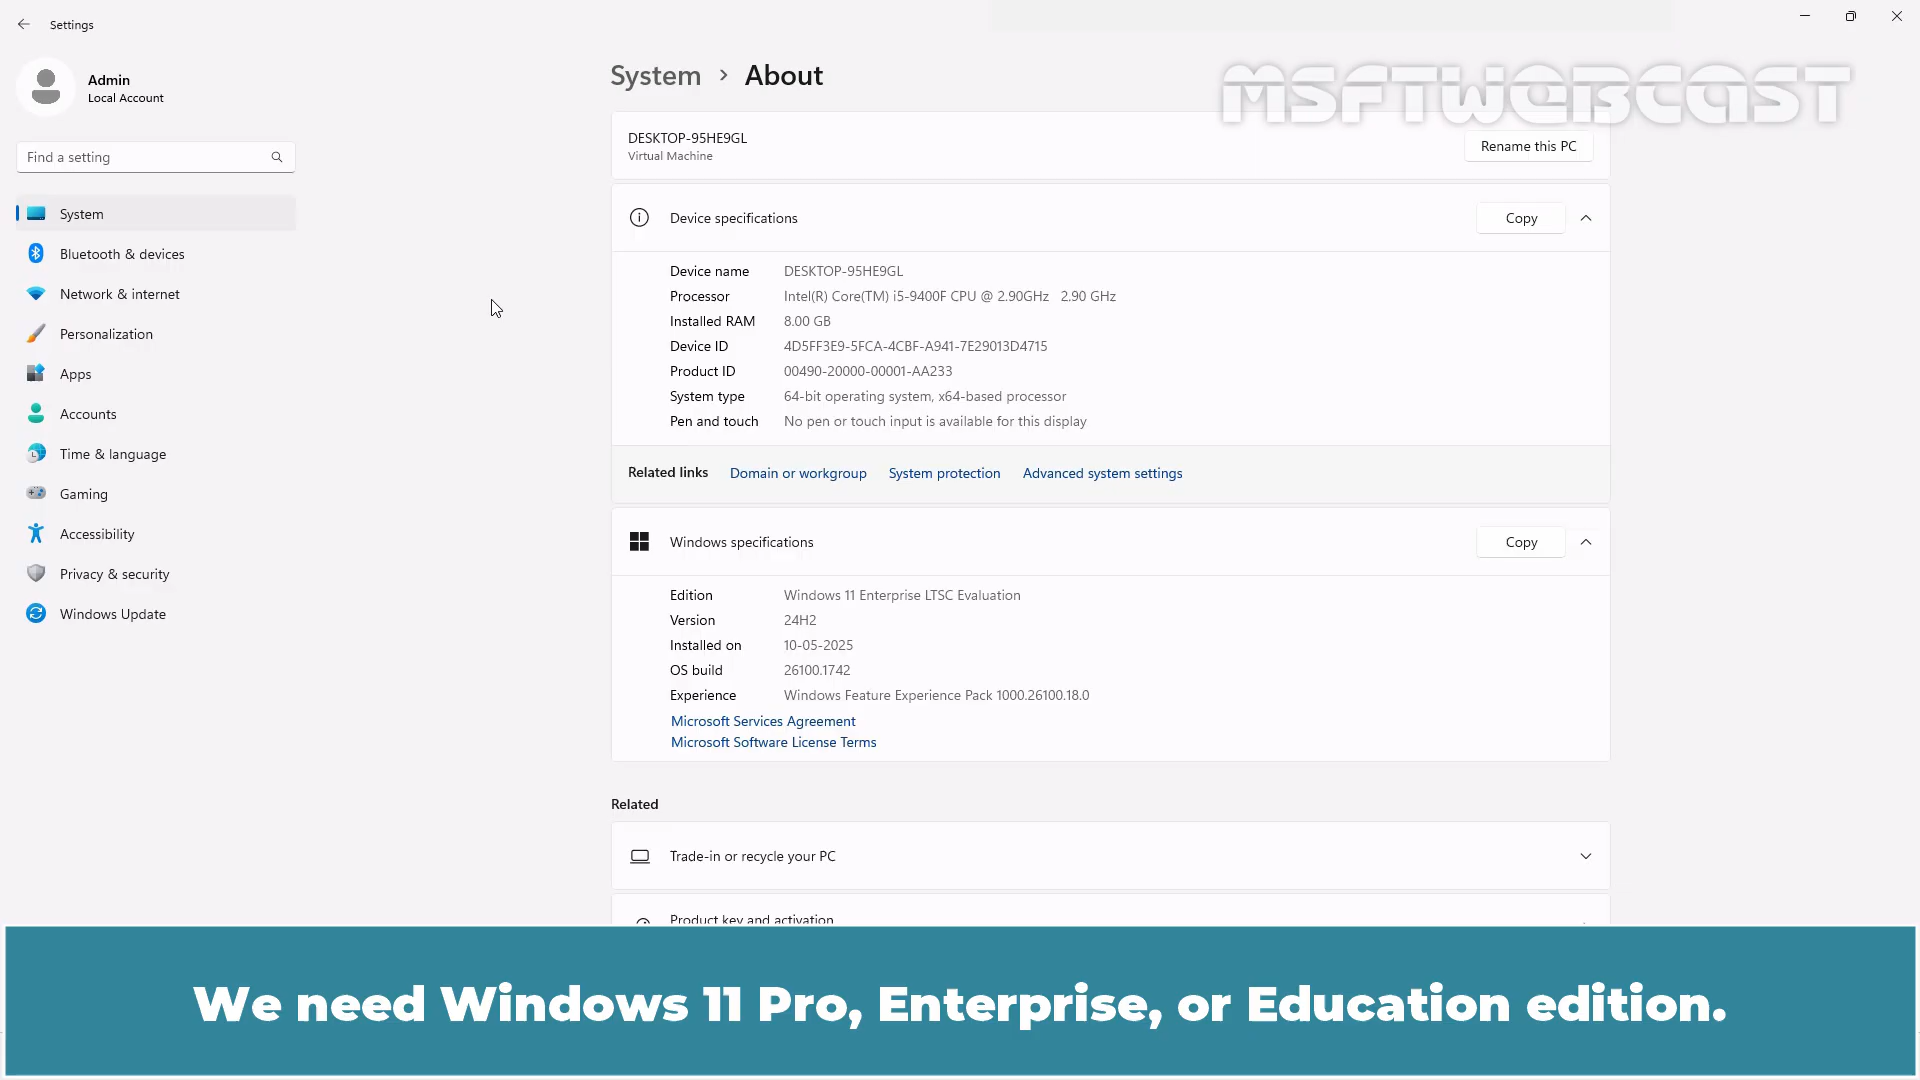 Settings
Admin
Local Account
Find a setting
System
Bluetooth & devices
Network & internet
Personalization
Apps
Accounts
Time & language
Gaming
Accessibility
Privacy & security
Windows Update
System > About
MSFTWEBCAST
DESKTOP-95HE9GL
Virtual Machine
Rename this PC
Device specifications
Copy
Device name DESKTOP-95HE9GL
Processor Intel(R) Core(TM) i5-9400F CPU @ 2.90GHz 2.90 GHz
Installed RAM 8.00 GB
Device ID 4D5FF3E9-5FCA-4CBF-A941-7E29013D4715
Product ID 00490-20000-00001-AA233
System type 64-bit operating system, x64-based processor
Pen and touch No pen or touch input is available for this display
Related links Domain or workgroup System protection Advanced system settings
Windows specifications
Copy
Edition Windows 11 Enterprise LTSC Evaluation
Version 24H2
Installed on 10-05-2025
OS build 26100.1742
Experience Windows Feature Experience Pack 1000.26100.18.0
Microsoft Services Agreement
Microsoft Software License Terms
Related
Trade-in or recycle your PC
Product key and activation
We need Windows 11 Pro, Enterprise, or Education edition.